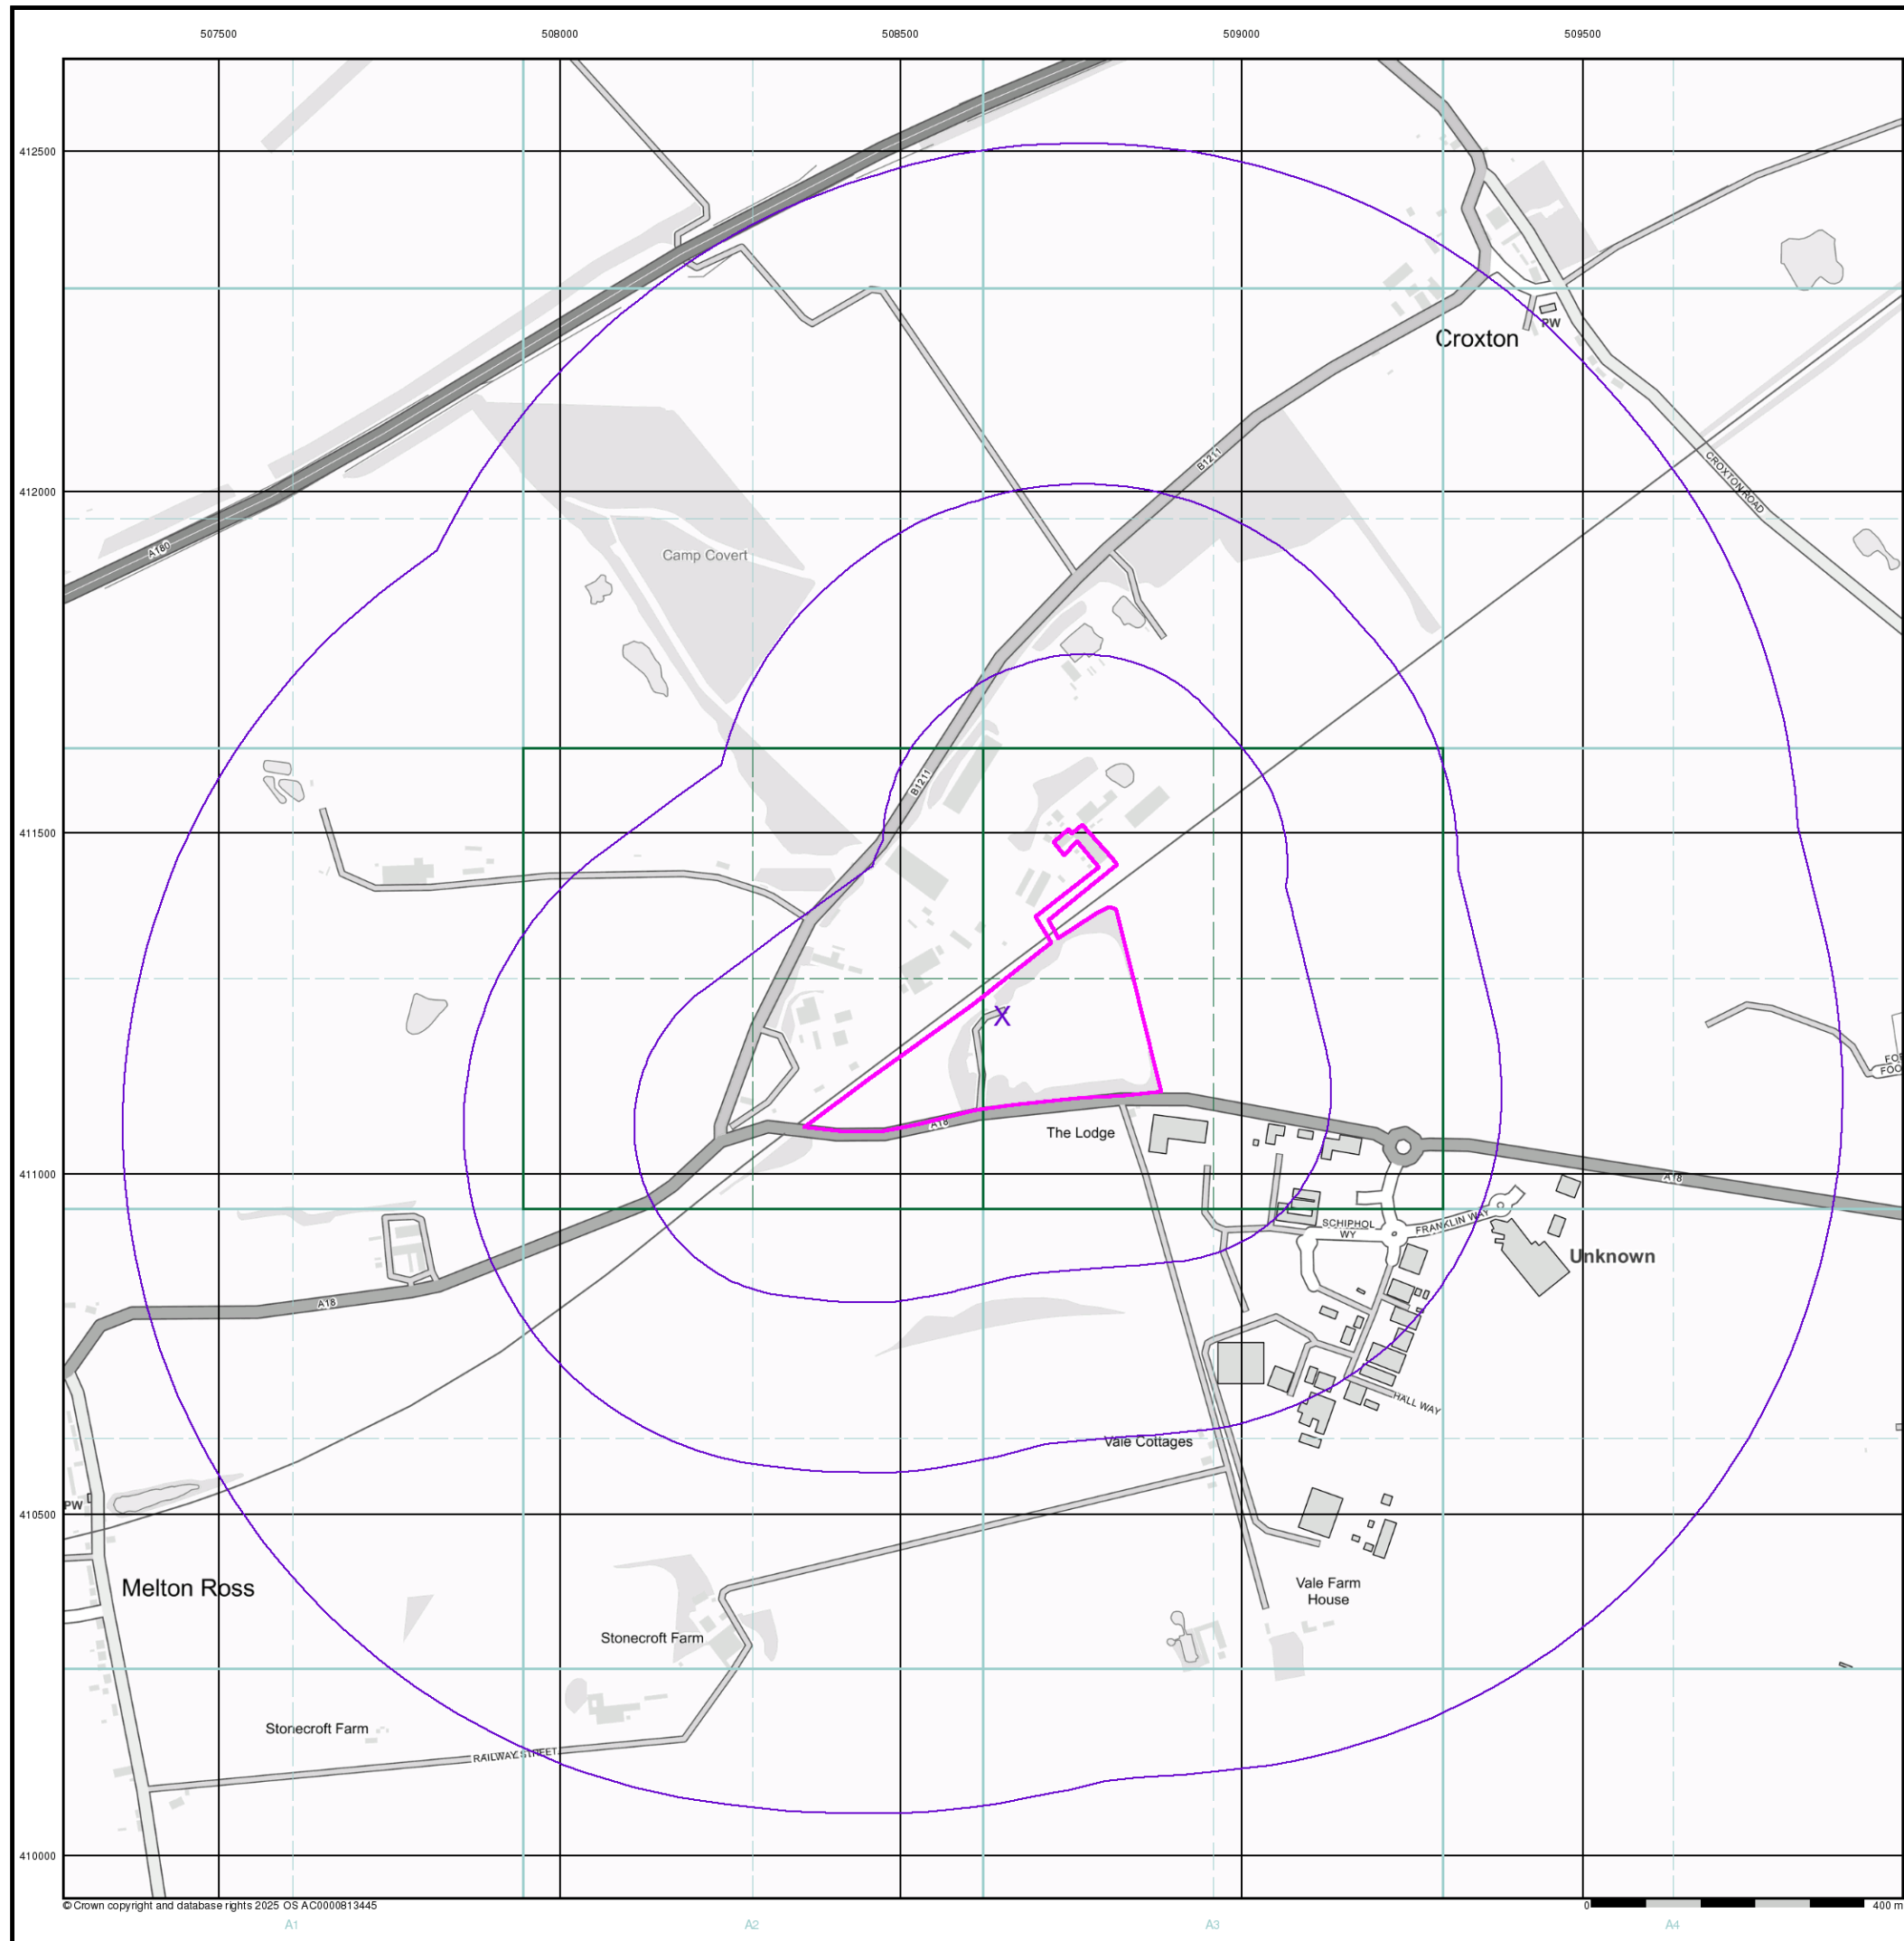 507500 508000 508500 509000 509500
412500
PW
Croxton
412000
B1211
CROXTON ROAD
A180
Camp Covert
B1211
411500
X
A18
The Lodge
411000
A18
SCHIPHOL
WY
FRANKLIN WAY
Unknown
A18
HALL WAY
Vale Cottages
PW
410500
Melton Ross
Vale Farm
House
Stonecroft Farm
Stonecroft Farm
RAILWAY STREET
410000
© Crown copyright and database rights 2025 OS AC0000813445
0 400 m
A1 A2 A3 A4